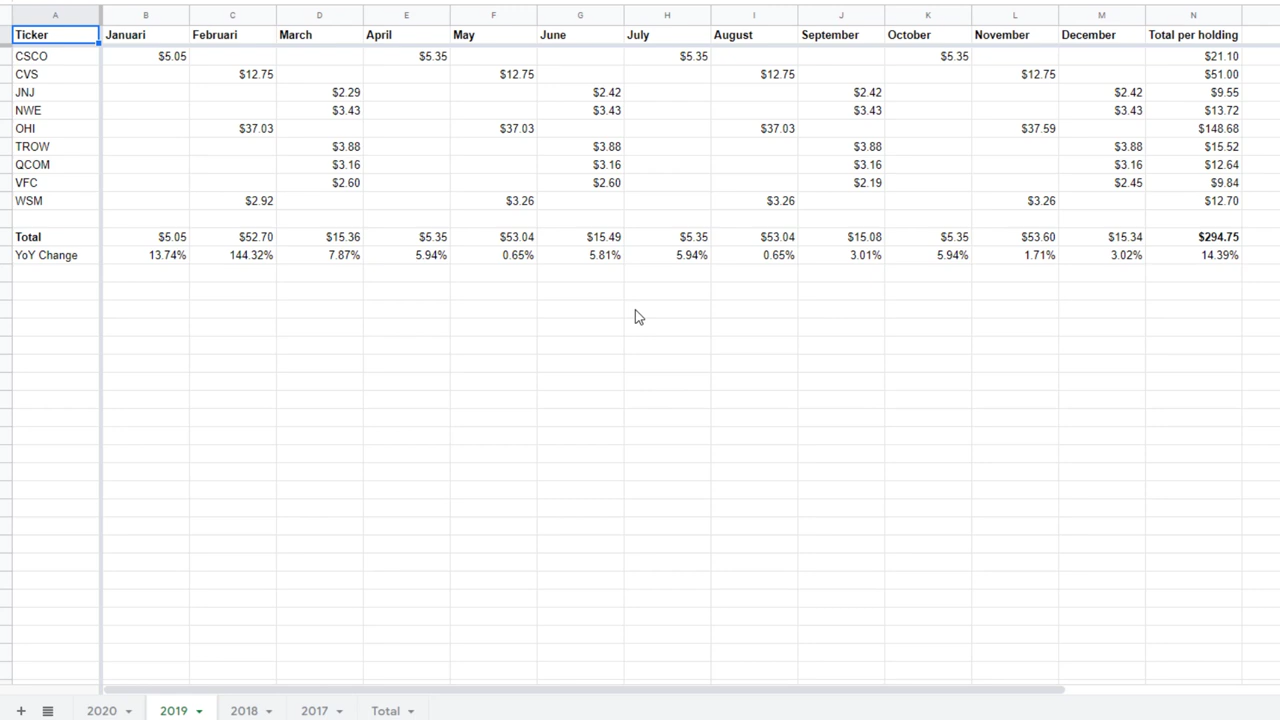 A B C D E F G H I J K L M N
Ticker Januari Februari March April May June July August September October November December Total per holding
CSCO $5.05 $5.35 $5.35 $5.35 $21.10
CVS $12.75 $12.75 $12.75 $12.75 $51.00
JNJ $2.29 $2.42 $2.42 $2.42 $9.55
NWE $3.43 $3.43 $3.43 $3.43 $13.72
OHI $37.03 $37.03 $37.03 $37.59 $148.68
TROW $3.88 $3.88 $3.88 $3.88 $15.52
QCOM $3.16 $3.16 $3.16 $3.16 $12.64
VFC $2.60 $2.60 $2.19 $2.45 $9.84
WSM $2.92 $3.26 $3.26 $3.26 $12.70
Total $5.05 $52.70 $15.36 $5.35 $53.04 $15.49 $5.35 $53.04 $15.08 $5.35 $53.60 $15.34 $294.75
YoY Change 13.74% 144.32% 7.87% 5.94% 0.65% 5.81% 5.94% 0.65% 3.01% 5.94% 1.71% 3.02% 14.39%
2020 2019 2018 2017 Total